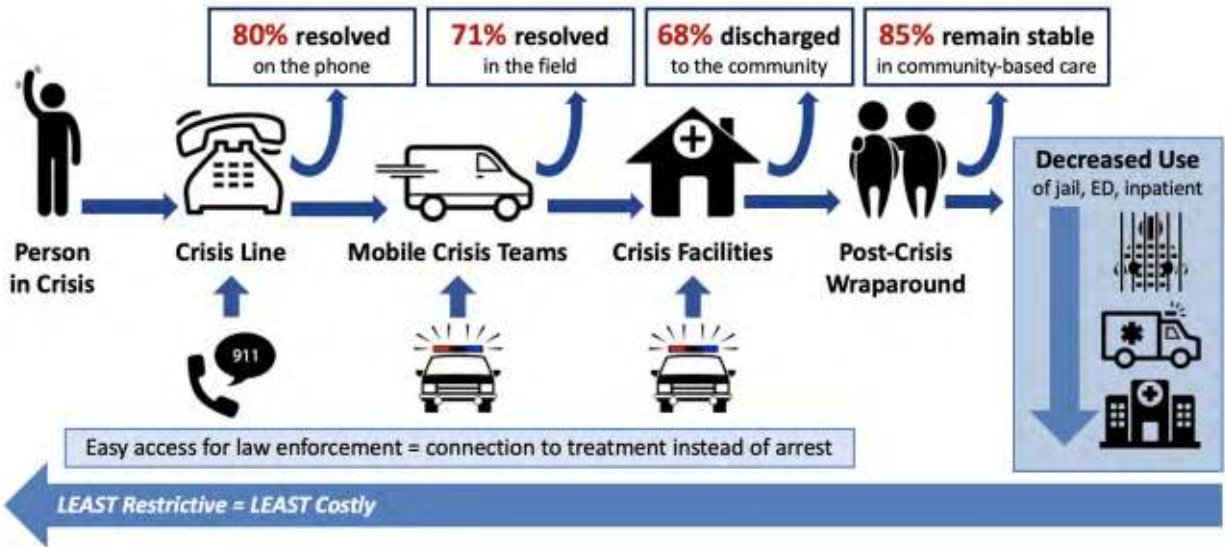 80% resolved
on the phone
71% resolved
in the field
68% discharged
to the community
85% remain stable
in community-based care
Person
in Crisis
Crisis Line
Mobile Crisis Teams
Crisis Facilities
Post-Crisis
Wraparound
Decreased Use
of jail, ED, inpatient
911
Easy access for law enforcement = connection to treatment instead of arrest
LEAST Restrictive = LEAST Costly